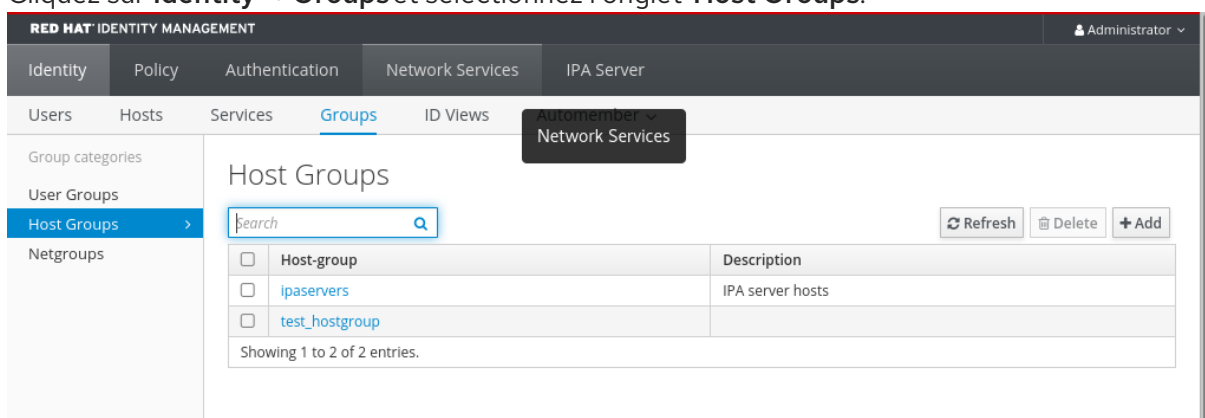 Cliquez sur Identity → Groups et sélectionnez l'onglet Host Groups.
RED HAT® IDENTITY MANAGEMENT
Administrator
Identity Policy Authentication Network Services IPA Server
Users Hosts Services Groups ID Views Automember
Network Services
Group categories
User Groups
Host Groups
Netgroups
Host Groups
Search
Refresh Delete + Add
Host-group Description
ipaservers IPA server hosts
test_hostgroup
Showing 1 to 2 of 2 entries.